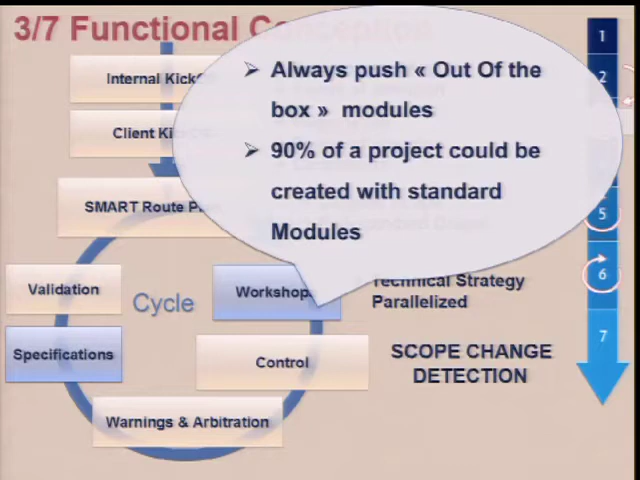 3/7 Functional Conception
Internal Kick
➢ Always push « Out Of the
box » modules
Client
➢ 90% of a project could be
created with standard
Modules
SMART Route
1
2
5
6
7
Validation
Cycle
Workshop
Technical Strategy
Parallelized
Specifications
Control
SCOPE CHANGE
DETECTION
Warnings & Arbitration